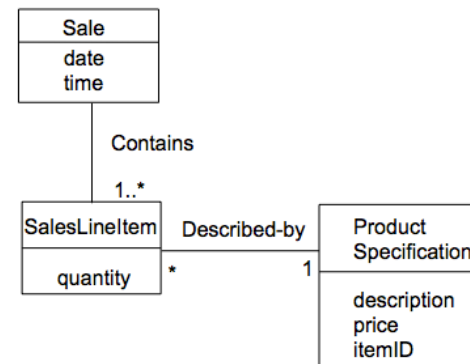 Sale
date
time
Contains
1..*
SalesLineItem
Described-by
Product
Specification
quantity
*
1
description
price
itemID